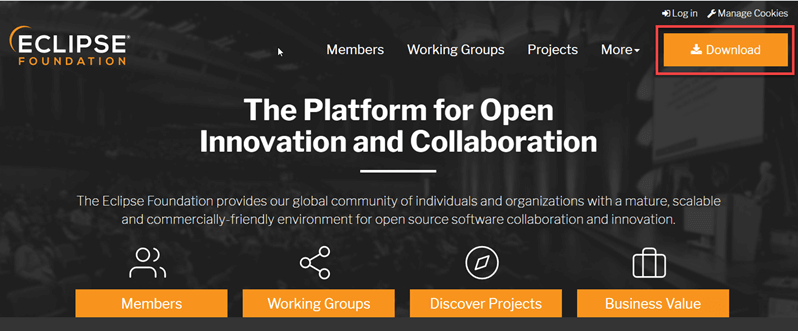 Log in Manage Cookies
ECLIPSE®
FOUNDATION
Members Working Groups Projects More Download
The Platform for Open
Innovation and Collaboration
The Eclipse Foundation provides our global community of individuals and organizations with a mature, scalable
and commercially-friendly environment for open source software collaboration and innovation.
Members Working Groups Discover Projects Business Value